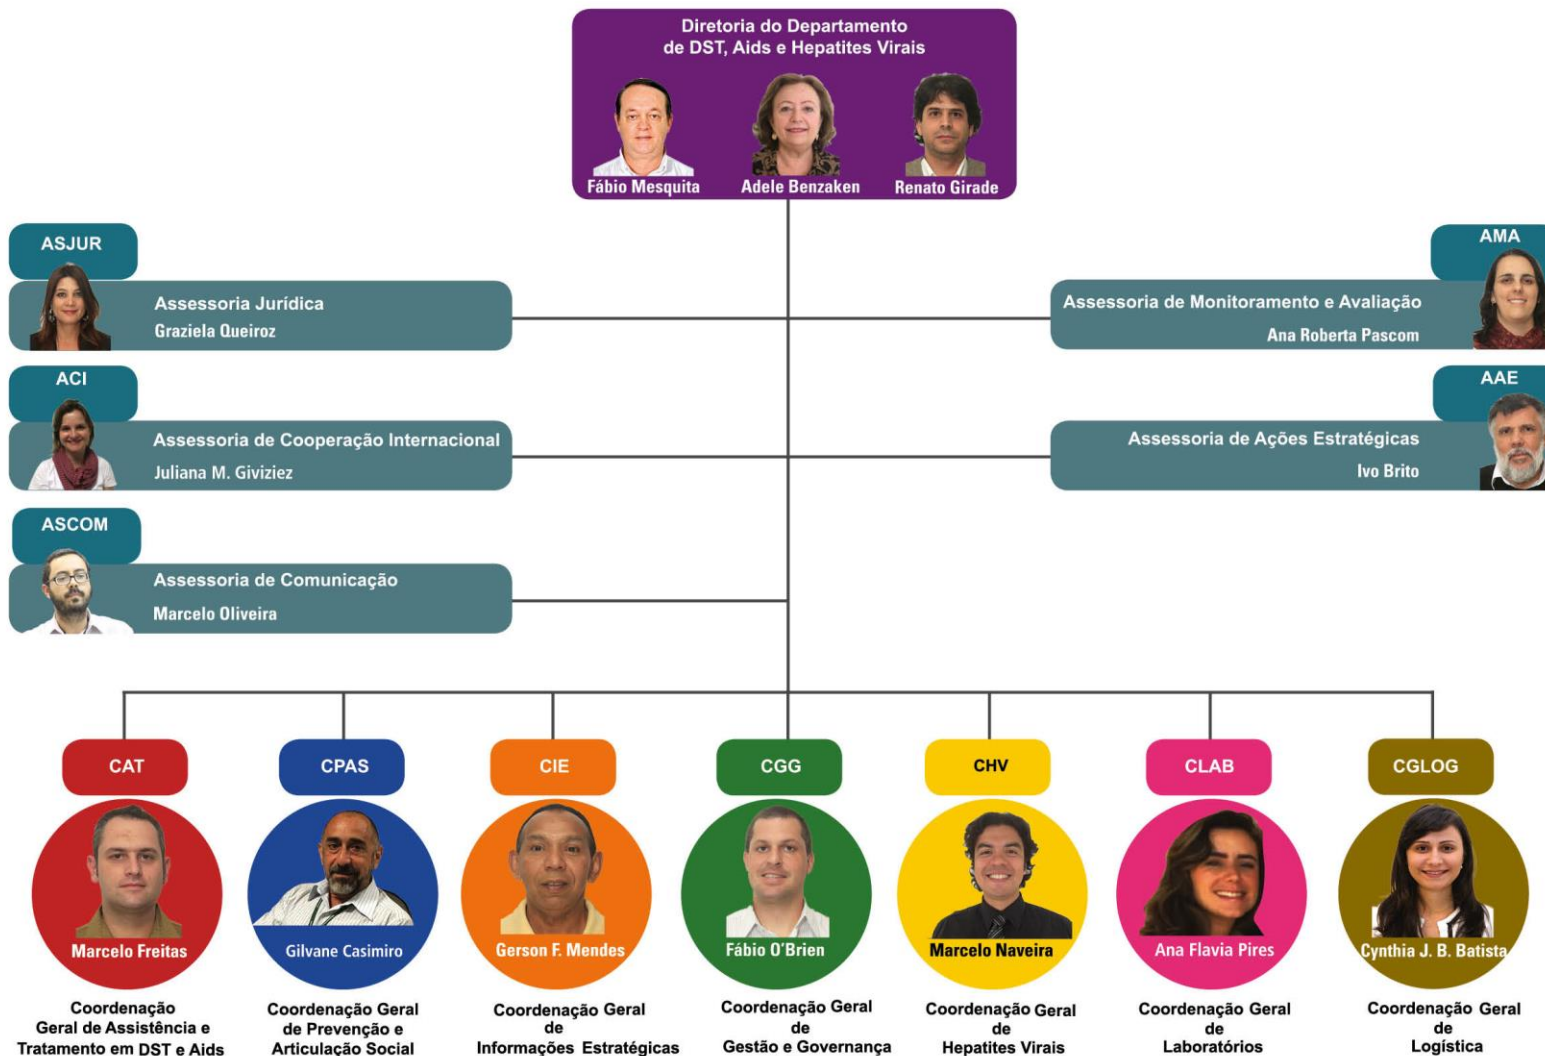 Diretoria do Departamento
de DST, Aids e Hepatites Virais
Fábio Mesquita
Adele Benzaken
Renato Girade
ASJUR
Assessoria Jurídica
Graziela Queiroz
AMA
Assessoria de Monitoramento e Avaliação
Ana Roberta Pascom
ACI
Assessoria de Cooperação Internacional
Juliana M. Giviziez
AAE
Assessoria de Ações Estratégicas
Ivo Brito
ASCOM
Assessoria de Comunicação
Marcelo Oliveira
CAT
Marcelo Freitas
Coordenação
Geral de Assistência e
Tratamento em DST e Aids
CPAS
Gilvane Casimiro
Coordenação Geral
de Prevenção e
Articulação Social
CIE
Gerson F. Mendes
Coordenação Geral
de
Informações Estratégicas
CGG
Fábio O'Brien
Coordenação Geral
de
Gestão e Governança
CHV
Marcelo Naveira
Coordenação Geral
de
Hepatites Virais
CLAB
Ana Flavia Pires
Coordenação Geral
de
Laboratórios
CGLOG
Cynthia J. B. Batista
Coordenação Geral
de
Logística